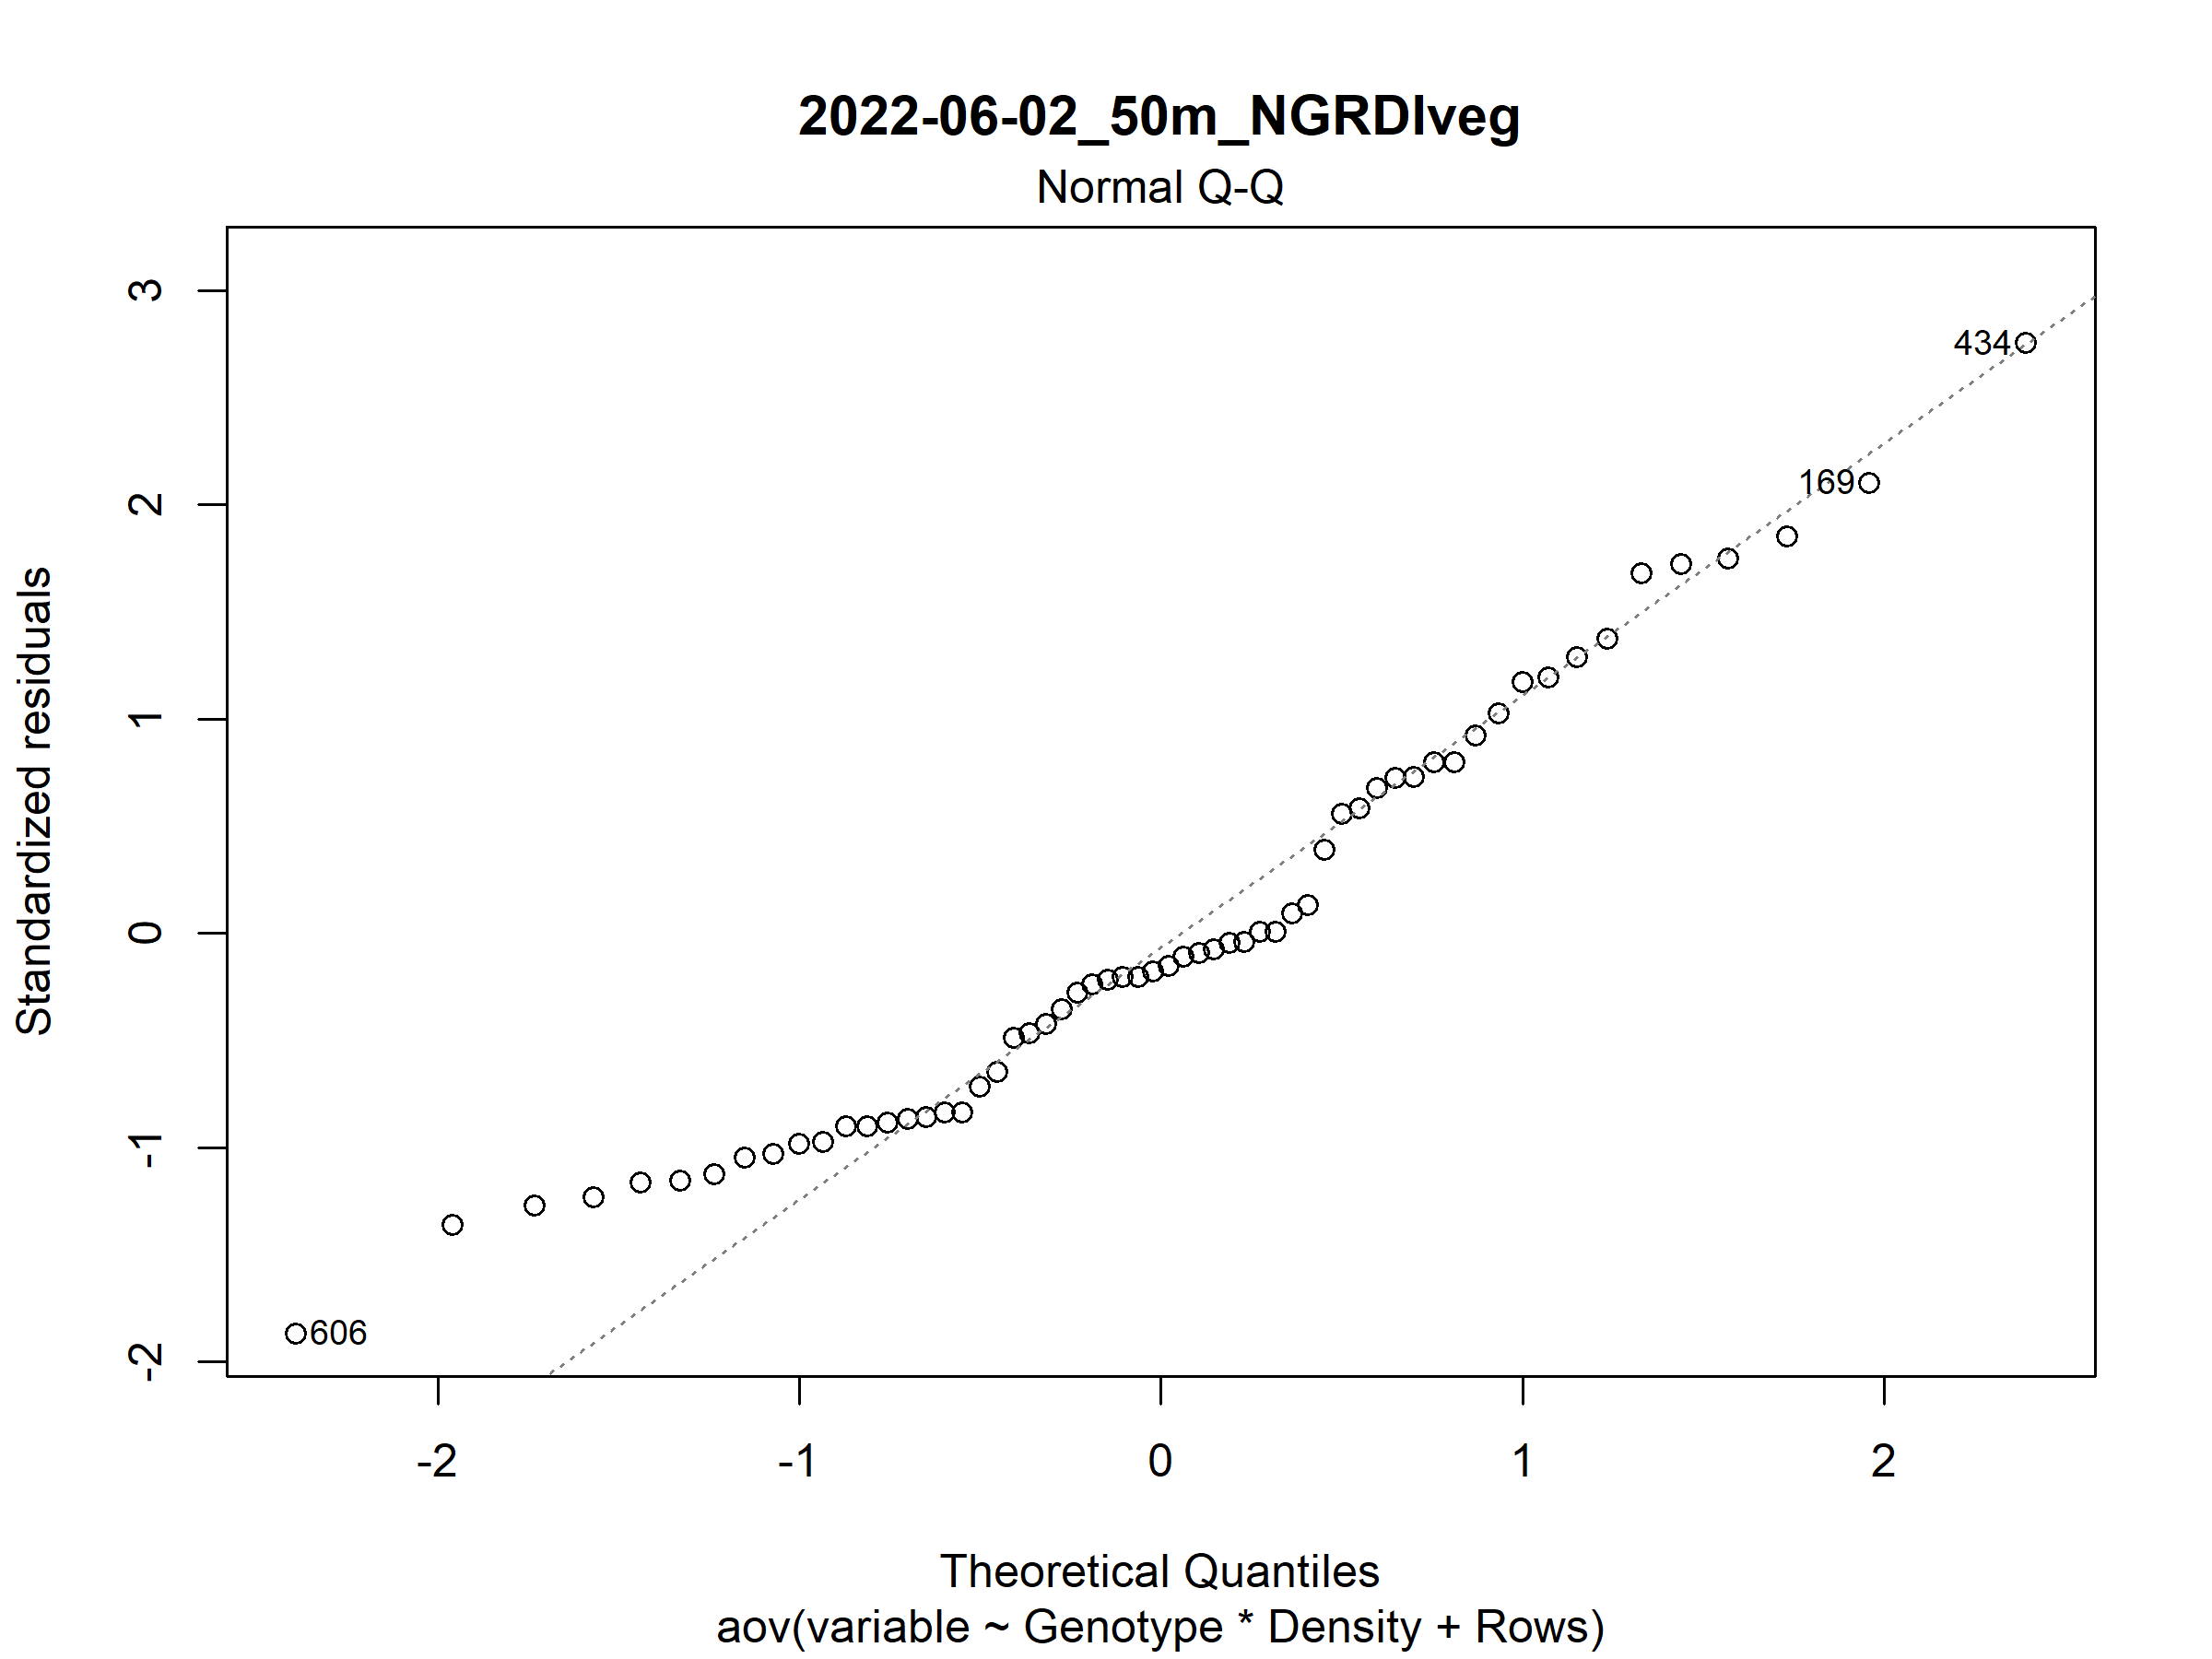 2022-06-02_50m_NGRDIveg
Normal Q-Q
Standardized residuals
3
2
1
0
-1
-2
434
169
606
-2
-1
0
1
2
Theoretical Quantiles
aov(variable ~ Genotype * Density + Rows)